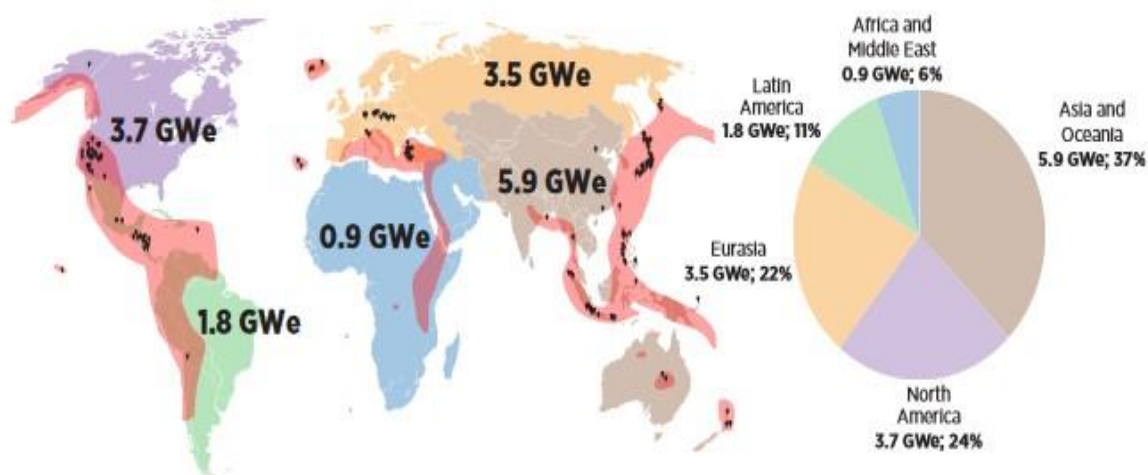 3.7 GWe
3.5 GWe
5.9 GWe
0.9 GWe
1.8 GWe
Africa and
Middle East
0.9 GWe; 6%
Latin
America
1.8 GWe; 11%
Asia and
Oceania
5.9 GWe; 37%
Eurasia
3.5 GWe; 22%
North
America
3.7 GWe; 24%